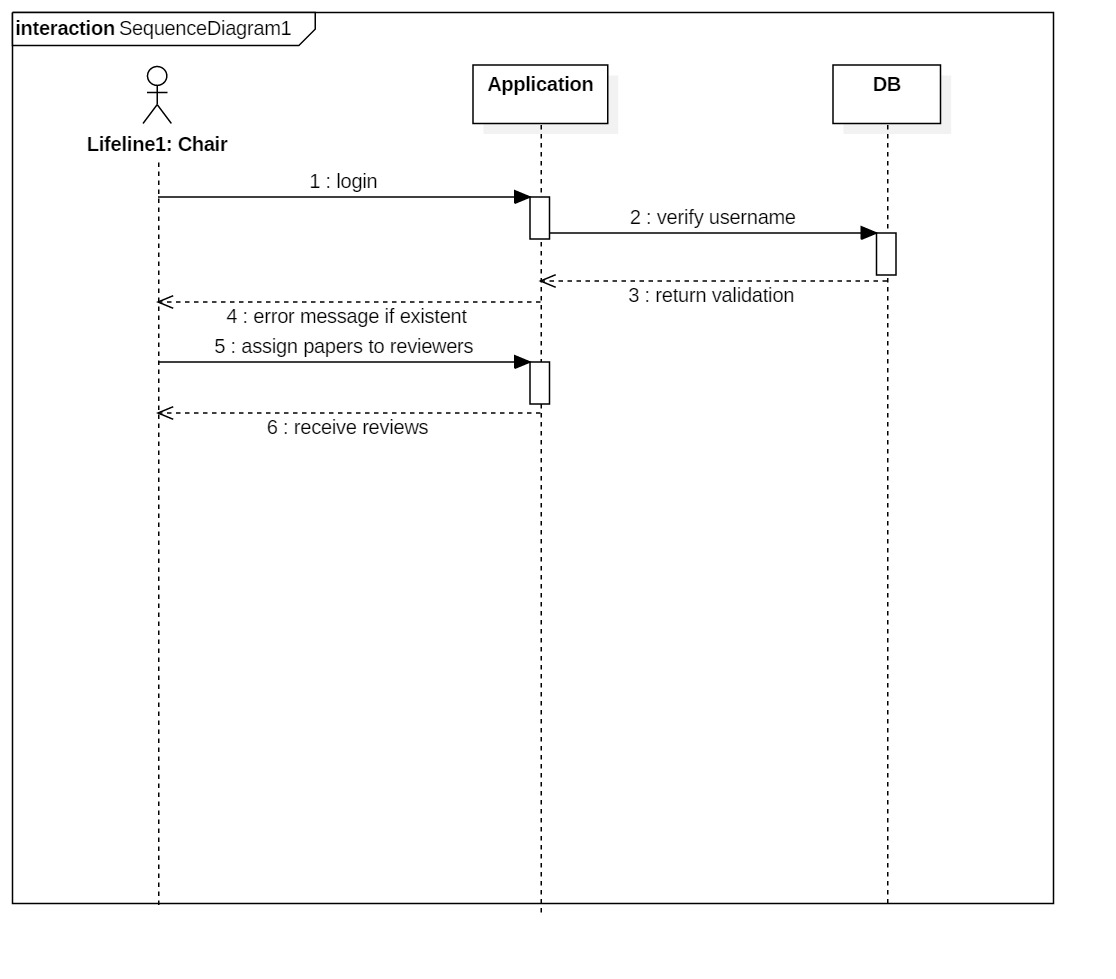 interaction SequenceDiagram1
Application
DB
Lifeline1: Chair
1 : login
2 : verify username
3 : return validation
4 : error message if existent
5 : assign papers to reviewers
6 : receive reviews